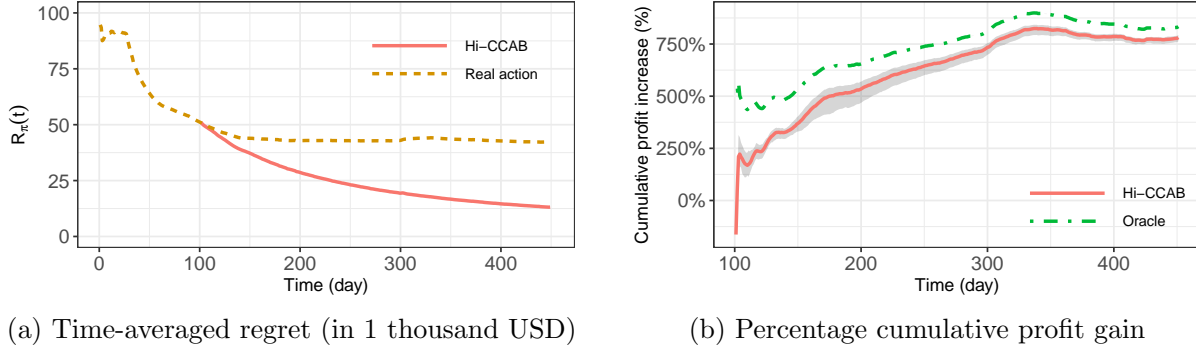 100
75
50
25
0
R_π(t)
Hi−CCAB
Real action
0 100 200 300 400
Time (day)
(a) Time-averaged regret (in 1 thousand USD)
750%
500%
250%
0%
Cumulative profit increase (%)
Hi−CCAB
Oracle
100 200 300 400
Time (day)
(b) Percentage cumulative profit gain